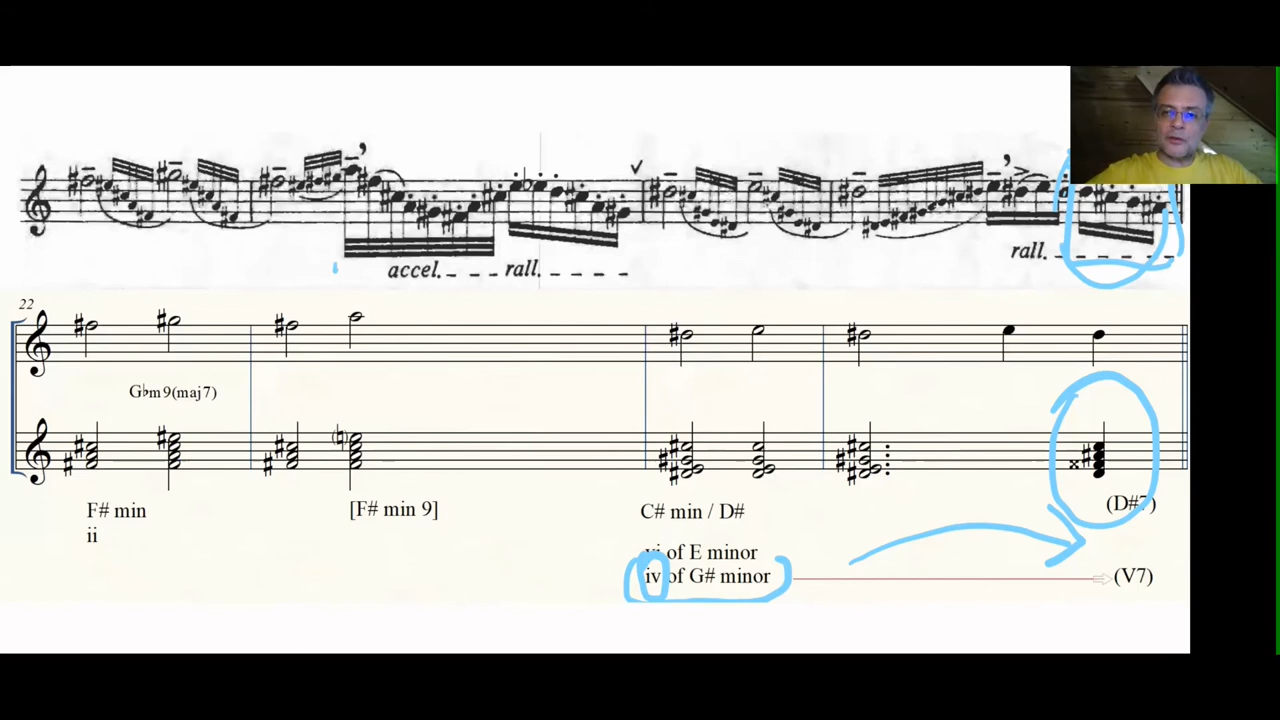 accel. rall.
rall.
22
G♭m9(maj7)
F# min [F# min 9] C# min / D# (D#7)
ii
vi of E minor
iv of G# minor (V7)